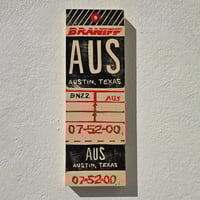 BRANIFF
AUS
AUSTIN, TEXAS
BN22 AUS
07-52-00
AUS
AUSTIN, TEXAS
07-52-00